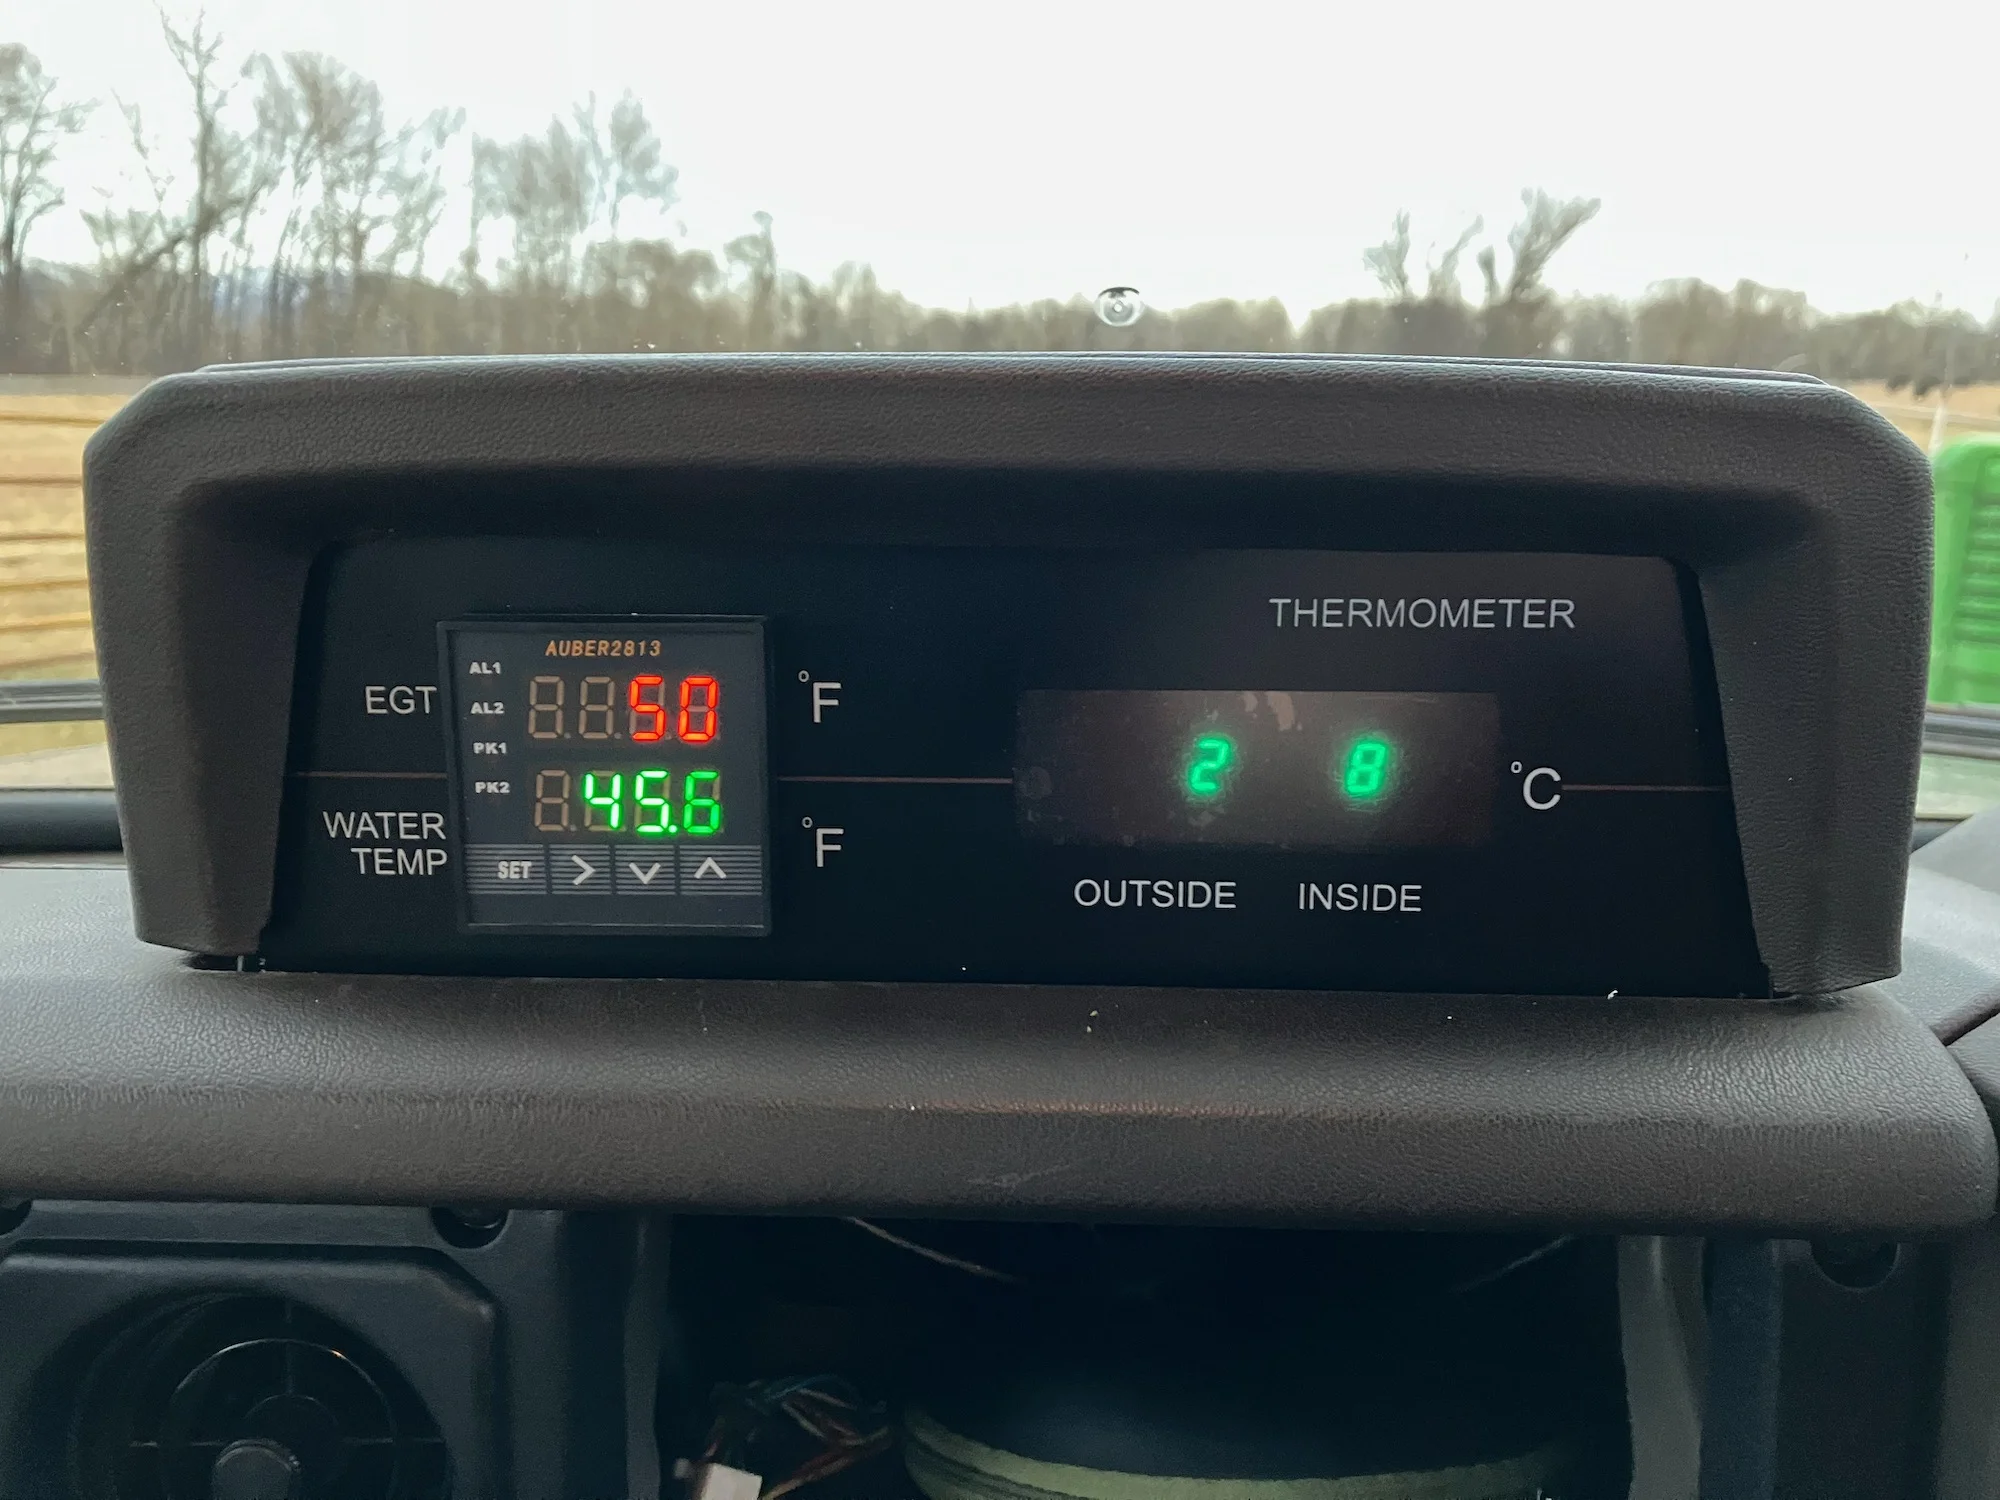 THERMOMETER
AUBER2813
AL1
AL2
PK1
PK2
EGT
50
°F
WATER
TEMP
45.6
°F
SET > ∨ ∧
2 8
°C
OUTSIDE INSIDE